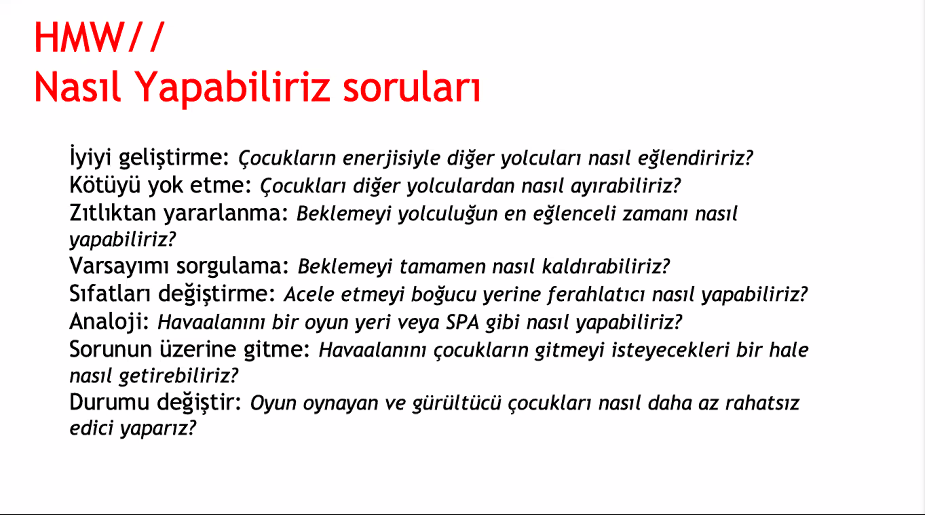 HMW//
Nasıl Yapabiliriz soruları
İyiyi geliştirme: Çocukların enerjisiyle diğer yolcuları nasıl eğlendiririz?
Kötüyü yok etme: Çocukları diğer yolculardan nasıl ayırabiliriz?
Zıtlıktan yararlanma: Beklemeyi yolculuğun en eğlenceli zamanı nasıl
yapabiliriz?
Varsayımı sorgulama: Beklemeyi tamamen nasıl kaldırabiliriz?
Sıfatları değiştirme: Acele etmeyi boğucu yerine ferahlatıcı nasıl yapabiliriz?
Analoji: Havaalanını bir oyun yeri veya SPA gibi nasıl yapabiliriz?
Sorunun üzerine gitme: Havaalanını çocukların gitmeyi isteyecekleri bir hale
nasıl getirebiliriz?
Durumu değiştir: Oyun oynayan ve gürültücü çocukları nasıl daha az rahatsız
edici yaparız?